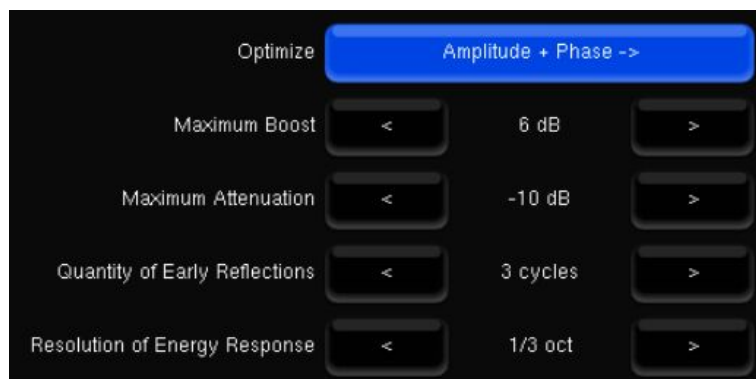 Optimize Amplitude + Phase ->
Maximum Boost < 6 dB >
Maximum Attenuation < -10 dB >
Quantity of Early Reflections < 3 cycles >
Resolution of Energy Response < 1/3 oct >